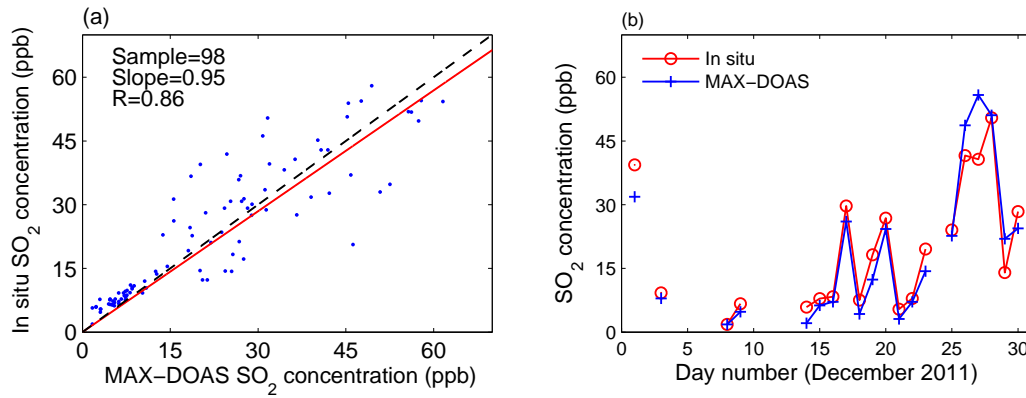 (a)
Sample=98
Slope=0.95
R=0.86
In situ SO2 concentration (ppb)
60
45
30
15
0
0 15 30 45 60
MAX−DOAS SO2 concentration (ppb)
(b)
In situ
MAX−DOAS
SO2 concentration (ppb)
60
45
30
15
0
0 5 10 15 20 25 30
Day number (December 2011)